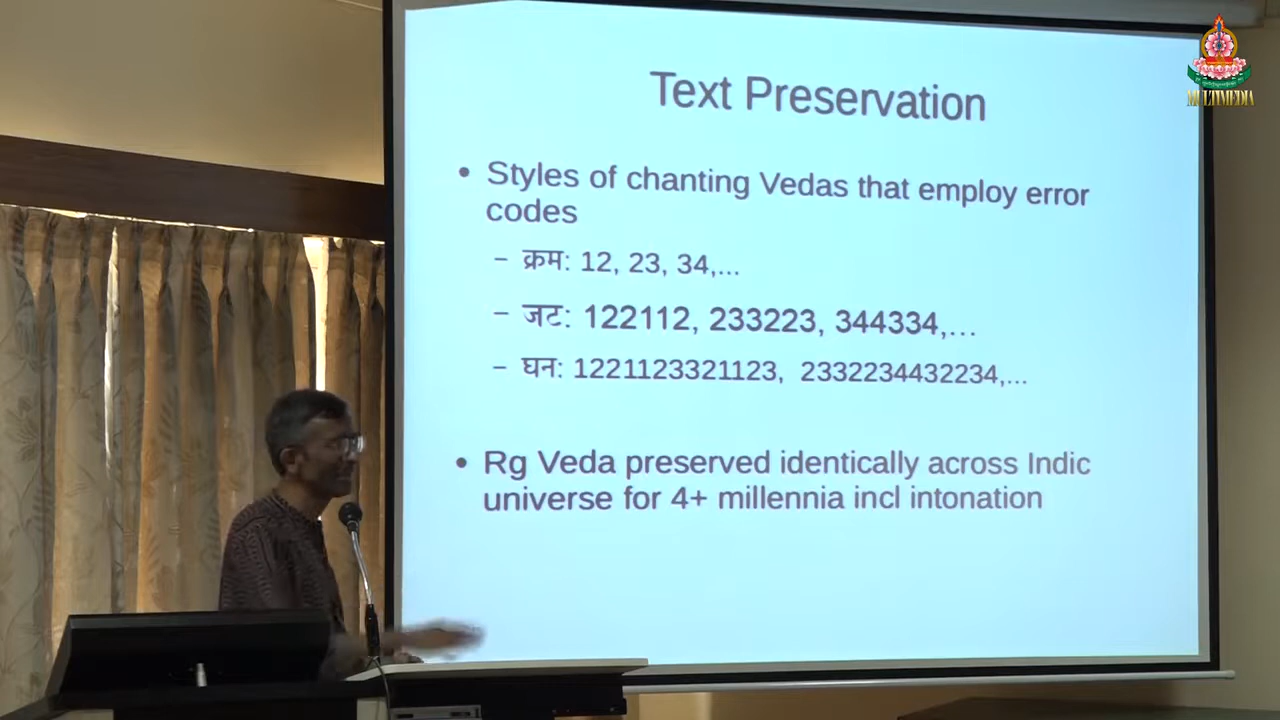 MULTIMEDIA
Text Preservation
• Styles of chanting Vedas that employ error
codes
– क्रम: 12, 23, 34,...
– जट: 122112, 233223, 344334,...
– घन: 1221123321123, 2332234432234,...
• Rg Veda preserved identically across Indic
universe for 4+ millennia incl intonation